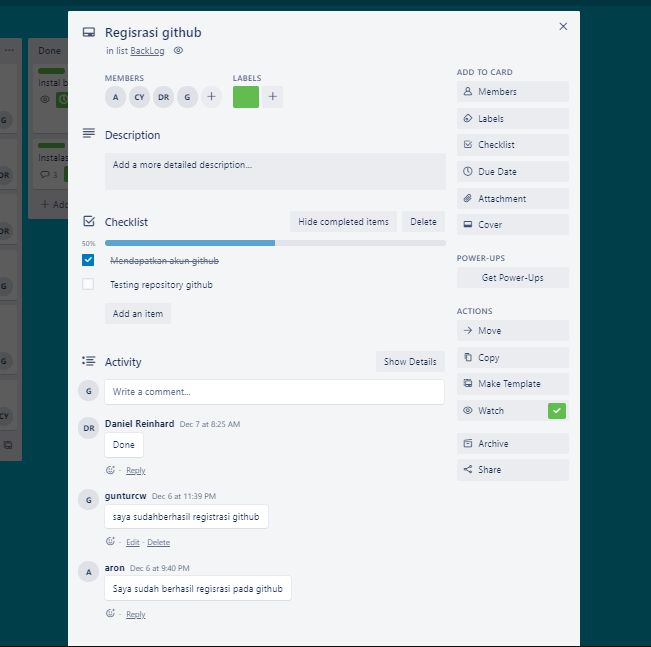 Regisrasi github
in list BackLog
MEMBERS
LABELS
A CY DR G +
+
Description
Add a more detailed description...
Checklist
Hide completed items
Delete
50%
Mendapatkan akun github
Testing repository github
Add an item
Activity
Show Details
G
Write a comment...
DR
Daniel Reinhard Dec 7 at 8:25 AM
Done
- Reply
G
gunturcw Dec 6 at 11:39 PM
saya sudahberhasil registrasi github
- Edit - Delete
A
aron Dec 6 at 9:40 PM
Saya sudah berhasil regisrasi pada github
- Reply
ADD TO CARD
Members
Labels
Checklist
Due Date
Attachment
Cover
POWER-UPS
Get Power-Ups
ACTIONS
Move
Copy
Make Template
Watch
Archive
Share
Done
Instal b
Instalas
3
+ Add
G
DR
DR
G
G
CY